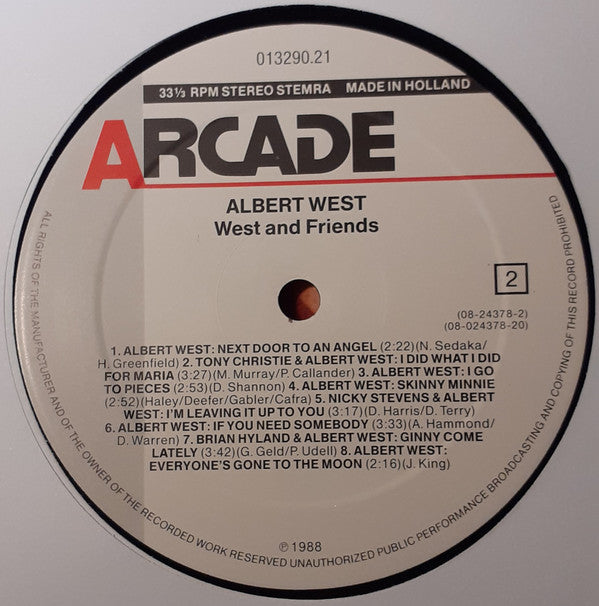 013290.21
33⅓ RPM STEREO STEMRA MADE IN HOLLAND
ARCADE
ALBERT WEST
West and Friends
2
(08-24378-2)
(08-024378-20)
1. ALBERT WEST: NEXT DOOR TO AN ANGEL (2:22)(N. Sedaka/
H. Greenfield) 2. TONY CHRISTIE & ALBERT WEST: I DID WHAT I DID
FOR MARIA (3:27)(M. Murray/P. Callander) 3. ALBERT WEST: I GO
TO PIECES (2:53)(D. Shannon) 4. ALBERT WEST: SKINNY MINNIE
(2:52)(Haley/Deefer/Gabler/Cafra) 5. NICKY STEVENS & ALBERT
WEST: I'M LEAVING IT UP TO YOU (3:17)(D. Harris/D. Terry)
6. ALBERT WEST: IF YOU NEED SOMEBODY (3:33)(A. Hammond/
D. Warren) 7. BRIAN HYLAND & ALBERT WEST: GINNY COME
LATELY (3:42)(G. Geld/P. Udell) 8. ALBERT WEST:
EVERYONE'S GONE TO THE MOON (2:16)(J. King)
℗ 1988
ALL RIGHTS OF THE MANUFACTURER AND OF THE OWNER OF THE RECORDED WORK RESERVED UNAUTHORIZED PUBLIC PERFORMANCE BROADCASTING AND COPYING OF THIS RECORD PROHIBITED